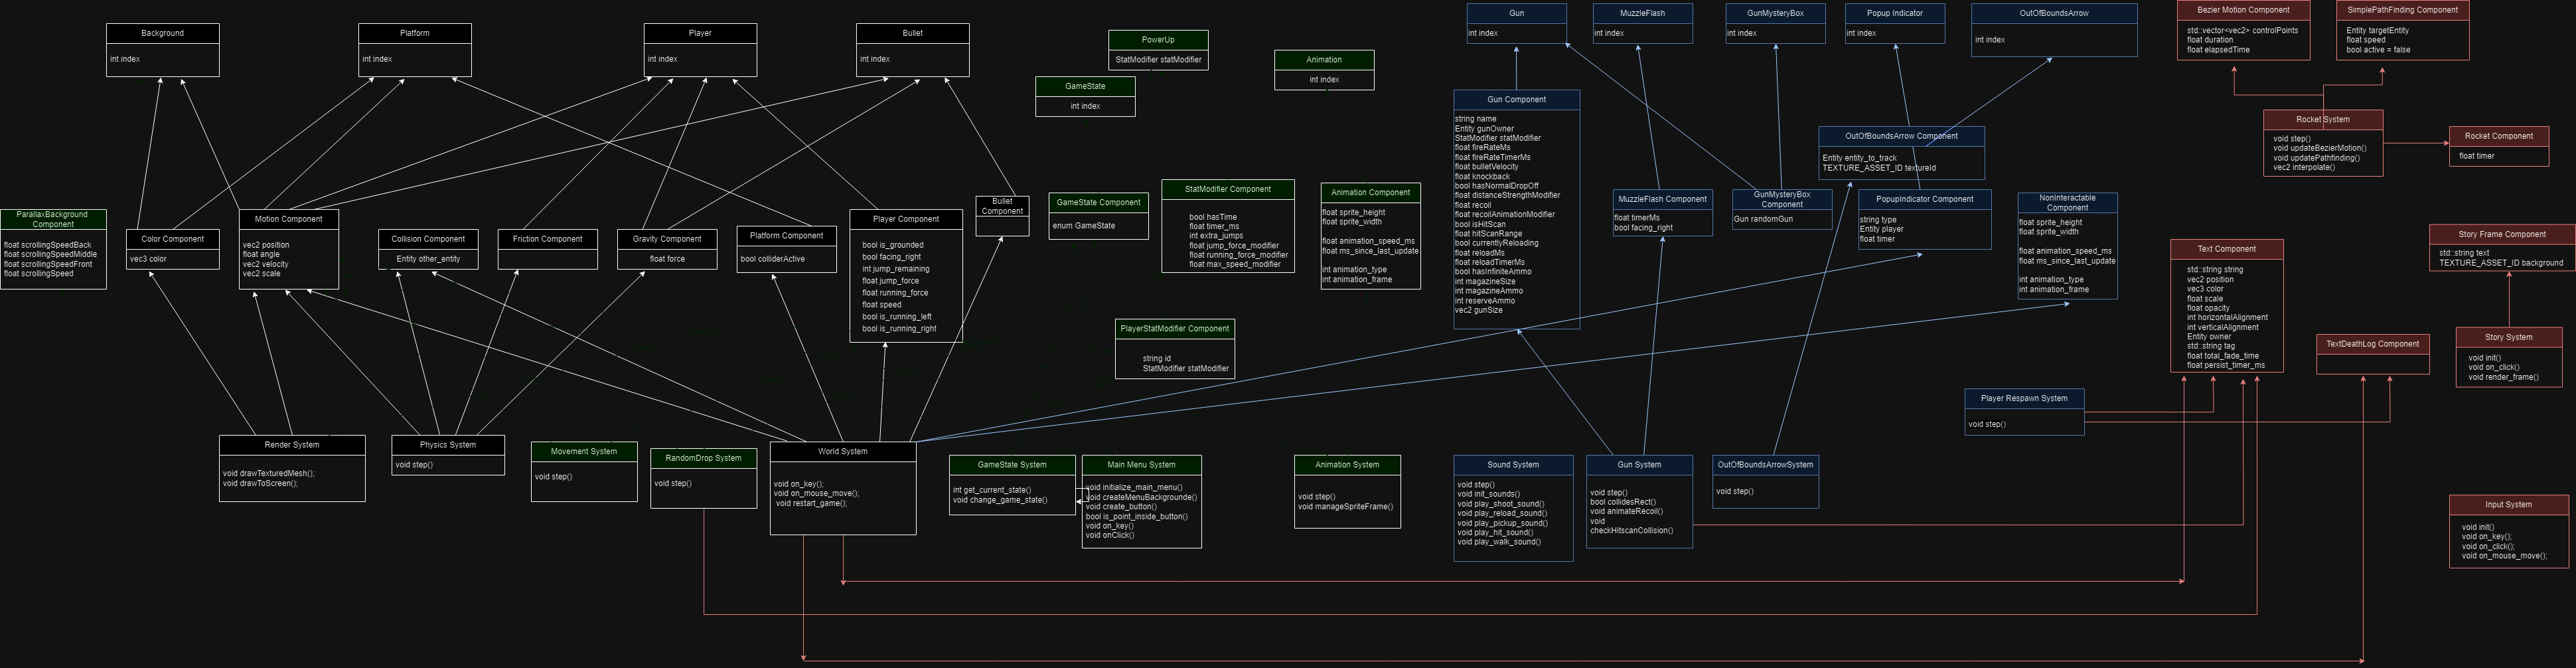 Background
int index
Platform
int index
Player
int index
Bullet
int index
PowerUp
StatModifier statModifier
GameState
int index
Animation
int index
Gun
int index
MuzzleFlash
int index
GunMysteryBox
int index
Popup Indicator
int index
OutOfBoundsArrow
int index
Bezier Motion Component
std::vector<vec2> controlPoints
float duration
float elapsedTime
SimplePathFinding Component
Entity targetEntity
float speed
bool active = false
Rocket System
void step()
void updateBezierMotion()
void updatePathfinding()
vec2 interpolate()
Rocket Component
float timer
ParallaxBackground
Component
float scrollingSpeedBack
float scrollingSpeedMiddle
float scrollingSpeedFront
float scrollingSpeed
Color Component
vec3 color
Motion Component
vec2 position
float angle
vec2 velocity
vec2 scale
Collision Component
Entity other_entity
Friction Component
Gravity Component
float force
Platform Component
bool colliderActive
Player Component
bool is_grounded
bool facing_right
int jump_remaining
float jump_force
float running_force
float speed
bool is_running_left
bool is_running_right
Bullet
Component
GameState Component
enum GameState
StatModifier Component
bool hasTime
float timer_ms
int extra_jumps
float jump_force_modifier
float running_force_modifier
float max_speed_modifier
Animation Component
float sprite_height
float sprite_width
float animation_speed_ms
float ms_since_last_update
int animation_type
int animation_frame
PlayerStatModifier Component
string id
StatModifier statModifier
Gun Component
string name
Entity gunOwner
StatModifier statModifier
float fireRateMs
float fireRateTimerMs
float bulletVelocity
float knockback
bool hasNormalDropOff
float distanceStrengthModifier
float recoil
float recoilAnimationModifier
bool isHitScan
float hitScanRange
bool currentlyReloading
float reloadMs
float reloadTimerMs
bool hasInfiniteAmmo
int magazineSize
int magazineAmmo
int reserveAmmo
vec2 gunSize
MuzzleFlash Component
float timerMs
bool facing_right
GunMysteryBox
Component
Gun randomGun
OutOfBoundsArrow Component
Entity entity_to_track
TEXTURE_ASSET_ID textureId
PopupIndicator Component
string type
Entity player
float timer
NonInteractable
Component
float sprite_height
float sprite_width
float animation_speed_ms
float ms_since_last_update
int animation_type
int animation_frame
Text Component
std::string string
vec2 position
vec3 color
float scale
float opacity
int horizontalAlignment
int verticalAlignment
Entity owner
std::string tag
float total_fade_time
float persist_timer_ms
TextDeathLog Component
Story Frame Component
std::string text
TEXTURE_ASSET_ID background
Story System
void init()
void on_click()
void render_frame()
Player Respawn System
void step()
Render System
void drawTexturedMesh();
void drawToScreen();
Physics System
void step()
Movement System
void step()
RandomDrop System
void step()
World System
void on_key();
void on_mouse_move();
void restart_game();
GameState System
int get_current_state()
void change_game_state()
Main Menu System
void initialize_main_menu()
void createMenuBackgrounde()
void create_button()
bool is_point_inside_button()
void on_key()
void onClick()
Animation System
void step()
void manageSpriteFrame()
Sound System
void step()
void init_sounds()
void play_shoot_sound()
void play_reload_sound()
void play_pickup_sound()
void play_hit_sound()
void play_walk_sound()
Gun System
void step()
bool collidesRect()
void animateRecoil()
void
checkHitscanCollision()
OutOfBoundsArrowSystem
void step()
Input System
void init()
void on_key();
void on_click();
void on_mouse_move();